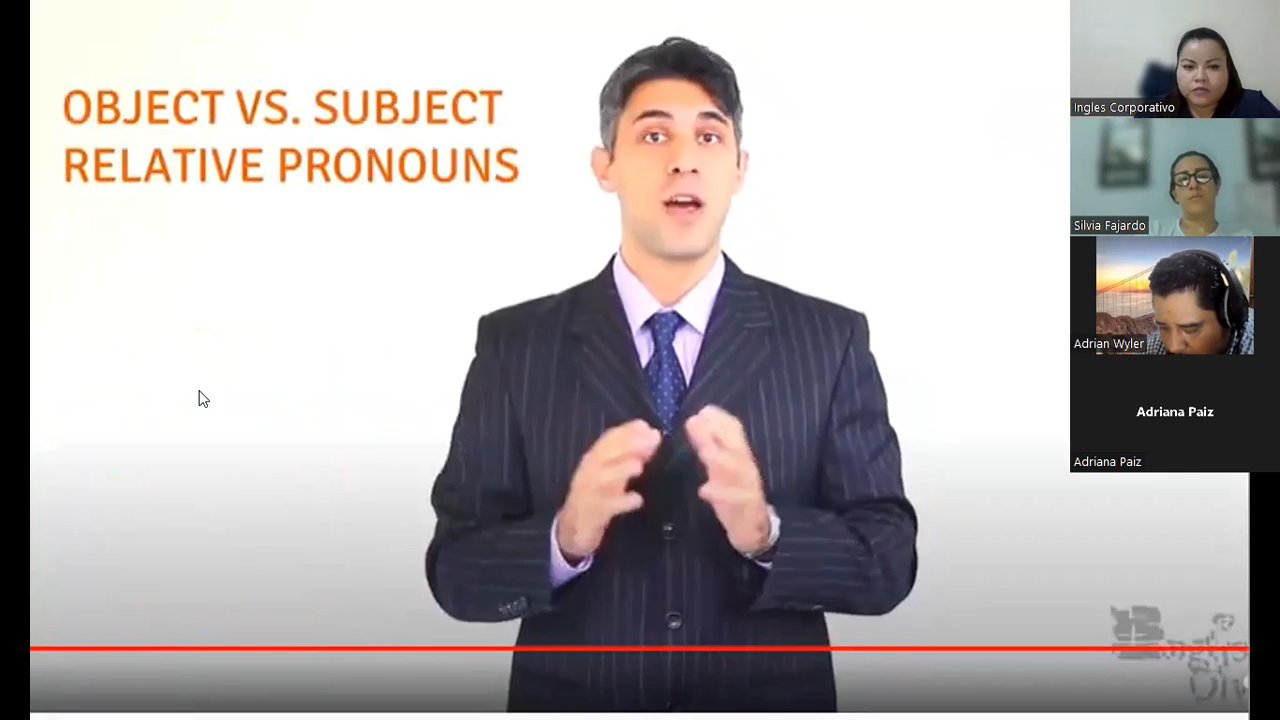 OBJECT VS. SUBJECT
RELATIVE PRONOUNS
Ingles Corporativo
Silvia Fajardo
Adrian Wyler
Adriana Paiz
Adriana Paiz